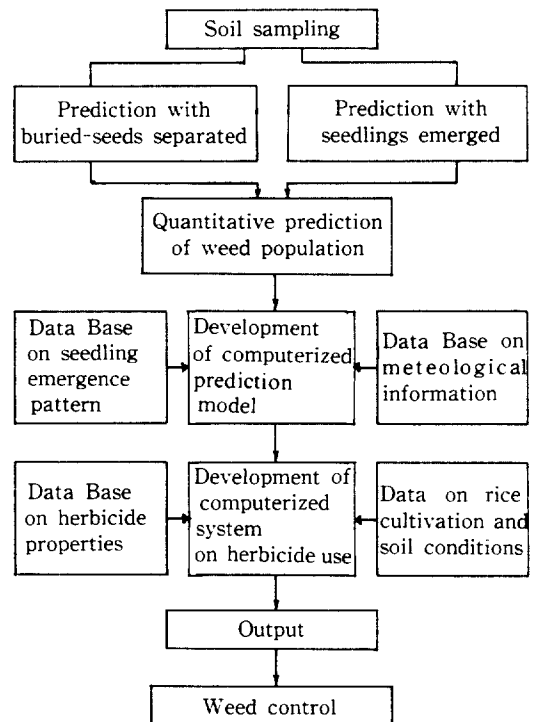 Soil sampling
Prediction with
buried-seeds separated
Prediction with
seedlings emerged
Quantitative prediction
of weed population
Data Base
on seedling
emergence
pattern
Development
of computerized
prediction
model
Data Base on
meteological
information
Data Base
on herbicide
properties
Development of
computerized
system
on herbicide use
Data on rice
cultivation and
soil conditions
Output
Weed control